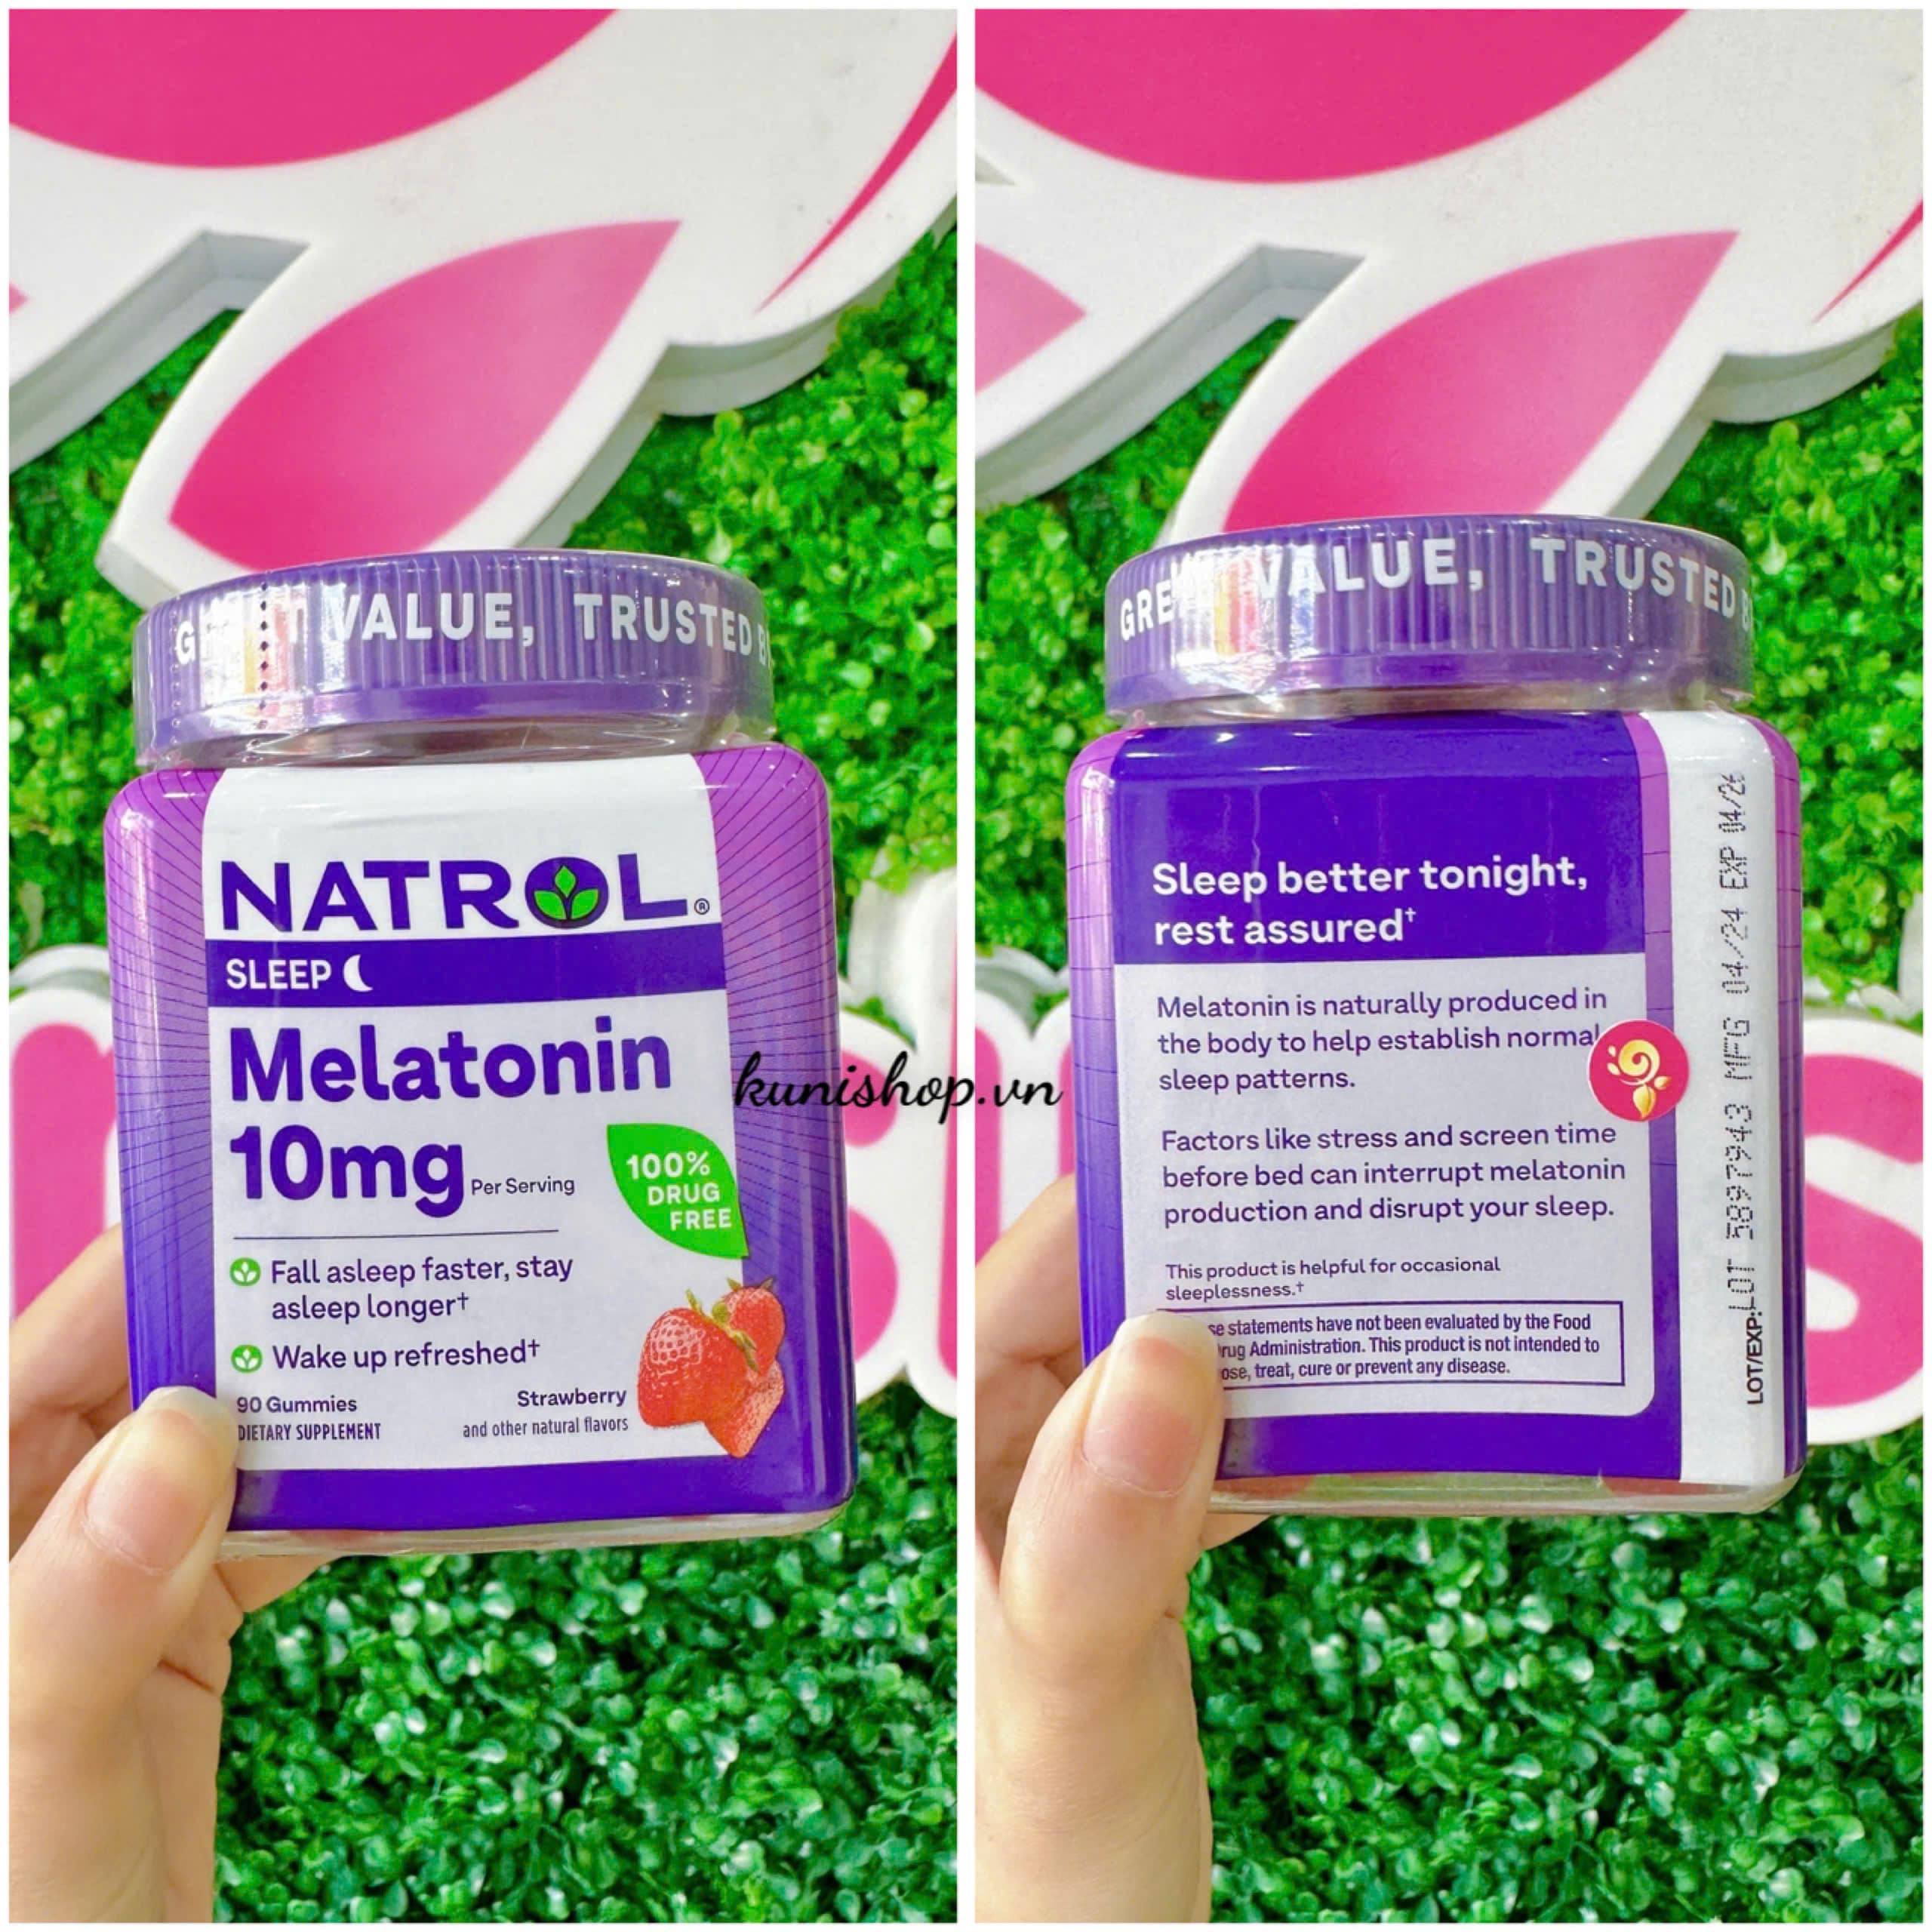 GREAT VALUE, TRUSTED
NATROL®
SLEEP
Melatonin
10mg Per Serving
100%
DRUG
FREE
Fall asleep faster, stay
asleep longer†
Wake up refreshed†
90 Gummies
DIETARY SUPPLEMENT
Strawberry
and other natural flavors
kunishop.vn
GREAT VALUE, TRUSTED
Sleep better tonight,
rest assured†
Melatonin is naturally produced in
the body to help establish normal
sleep patterns.
Factors like stress and screen time
before bed can interrupt melatonin
production and disrupt your sleep.
This product is helpful for occasional
sleeplessness.†
statements have not been evaluated by the Food
Administration. This product is not intended to
treat, cure or prevent any disease.
LOT/EXP: LOT 5897943 MFG 04/24 EXP 04/26